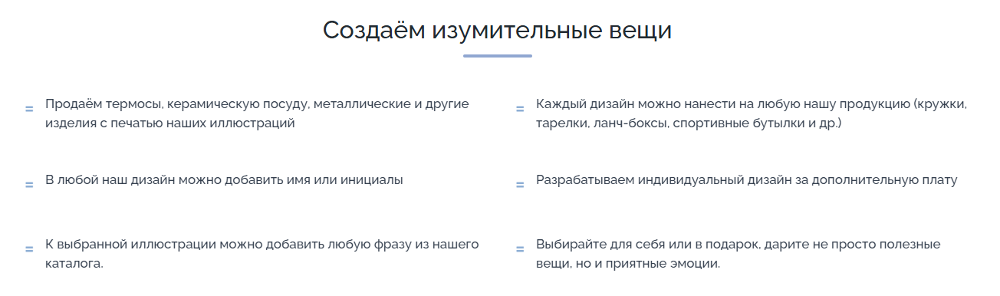 Создаём изумительные вещи
= Продаём термосы, керамическую посуду, металлические и другие
изделия с печатью наших иллюстраций
= Каждый дизайн можно нанести на любую нашу продукцию (кружки,
тарелки, ланч-боксы, спортивные бутылки и др.)
= В любой наш дизайн можно добавить имя или инициалы
= Разрабатываем индивидуальный дизайн за дополнительную плату
= К выбранной иллюстрации можно добавить любую фразу из нашего
каталога.
= Выбирайте для себя или в подарок, дарите не просто полезные
вещи, но и приятные эмоции.